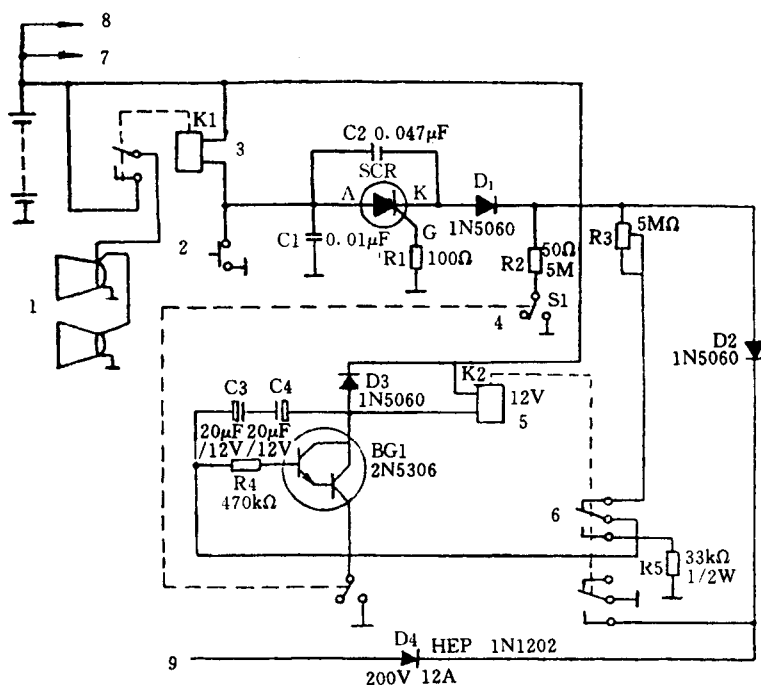 8
7
K1
3
C2 0.047μF
SCR
A K
D1
1N5060
G
C1 0.01μF
R1 100Ω
2
50Ω
5M
R2
S1
R3
5MΩ
1
4
D2
1N5060
K2
12V
5
D3
1N5060
C3 C4
20μF 20μF
/12V /12V
R4
470kΩ
BG1
2N5306
6
R5
33kΩ
1/2W
9
D4 HEP 1N1202
200V 12A